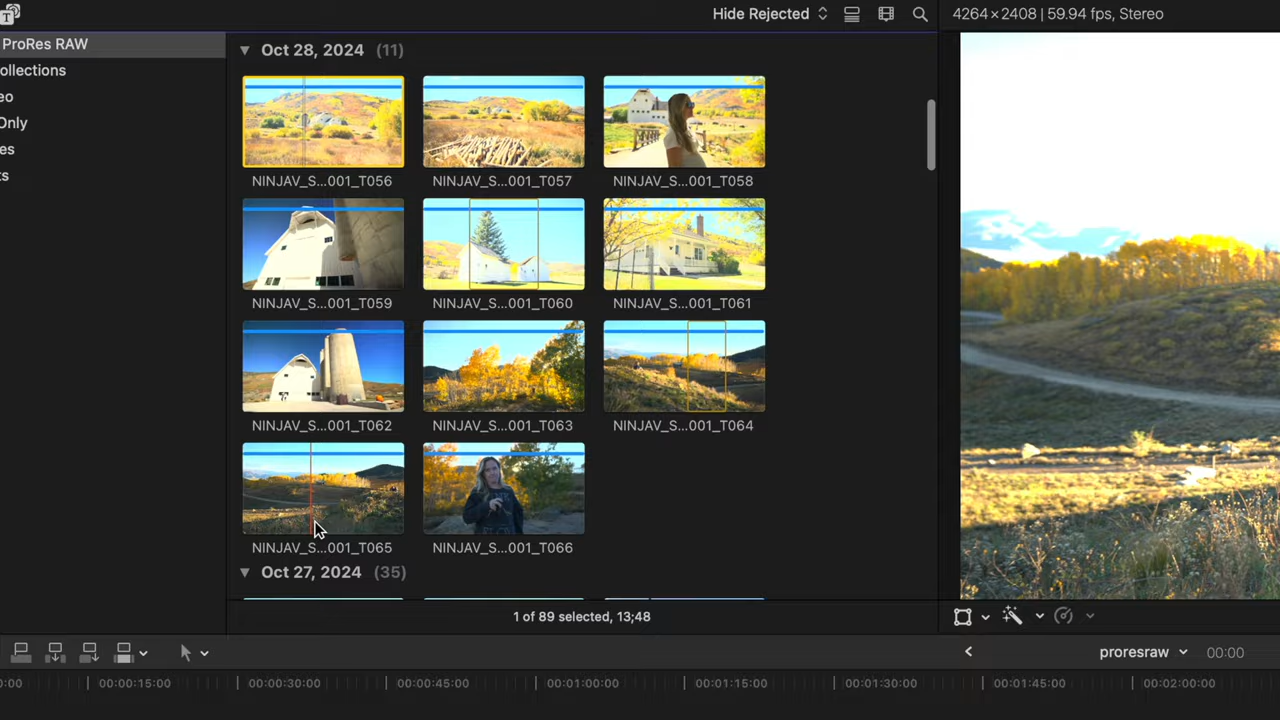 T
Hide Rejected
4264×2408 | 59.94 fps, Stereo
ProRes RAW
ollections
eo
Only
es
ts
Oct 28, 2024 (11)
NINJAV_S...001_T056
NINJAV_S...001_T057
NINJAV_S...001_T058
NINJAV_S...001_T059
NINJAV_S...001_T060
NINJAV_S...001_T061
NINJAV_S...001_T062
NINJAV_S...001_T063
NINJAV_S...001_T064
NINJAV_S...001_T065
NINJAV_S...001_T066
Oct 27, 2024 (35)
1 of 89 selected, 13;48
proresraw
00:00
0:00
00:00:15:00
00:00:30:00
00:00:45:00
00:01:00:00
00:01:15:00
00:01:30:00
00:01:45:00
00:02:00:00